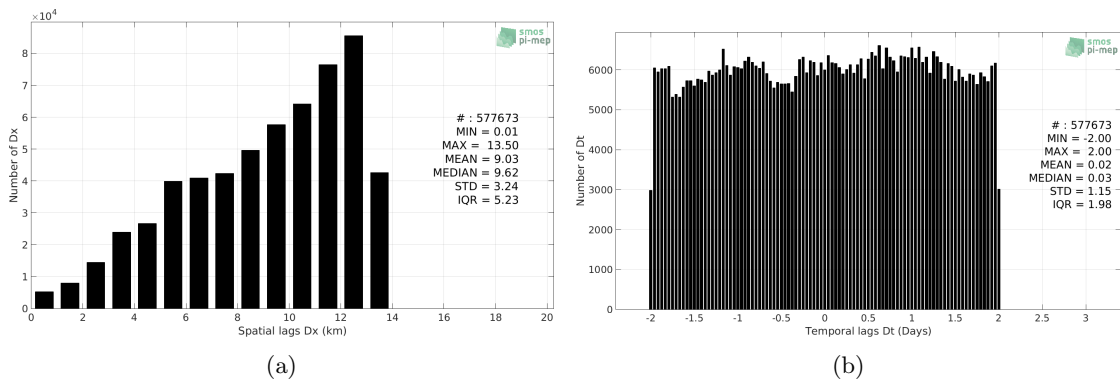 ×10⁴
smos
pi-mep
8
7
6
5
4
3
2
1
0
Number of Dx
# : 577673
MIN = 0.01
MAX = 13.50
MEAN = 9.03
MEDIAN = 9.62
STD = 3.24
IQR = 5.23
0 2 4 6 8 10 12 14 16 18 20
Spatial lags Dx (km)
(a)
smos
pi-mep
6000
5000
4000
3000
2000
1000
0
Number of Dt
# : 577673
MIN = -2.00
MAX = 2.00
MEAN = 0.02
MEDIAN = 0.03
STD = 1.15
IQR = 1.98
-2 -1.5 -1 -0.5 0 0.5 1 1.5 2 2.5 3
Temporal lags Dt (Days)
(b)